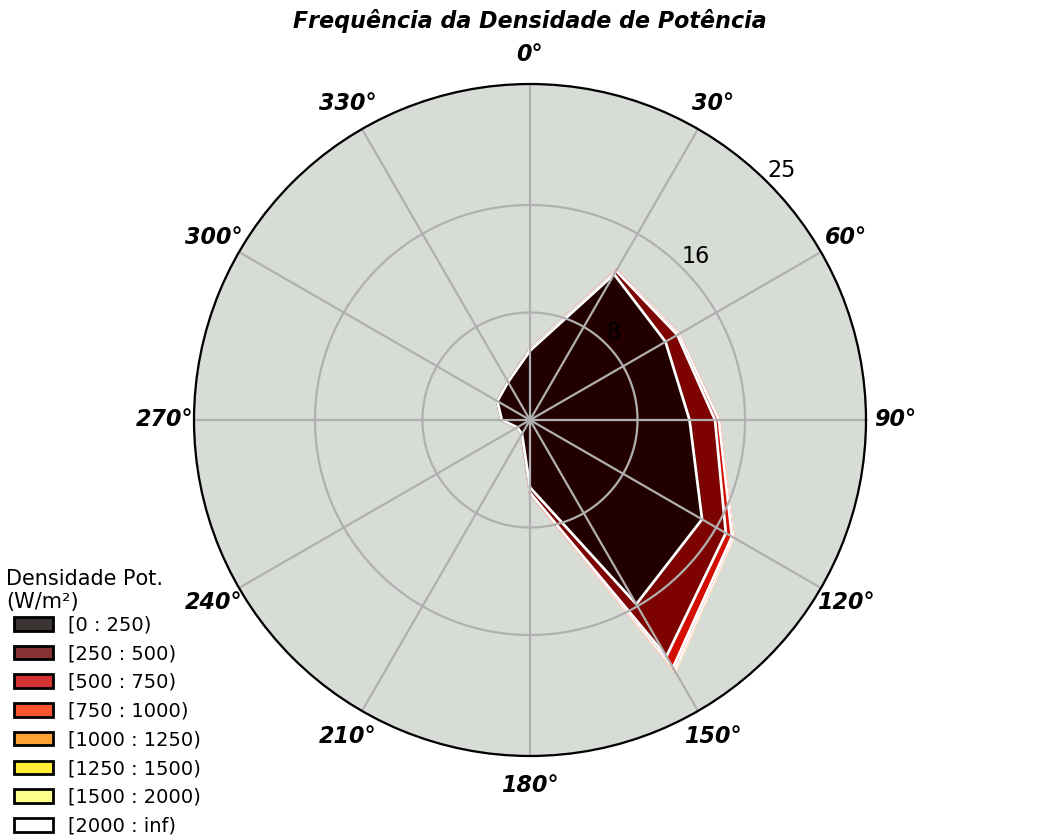 Frequência da Densidade de Potência
0°
330°
30°
25
300°
60°
16
8
270°
90°
240°
120°
210°
150°
180°
Densidade Pot.
(W/m²)
[0 : 250)
[250 : 500)
[500 : 750)
[750 : 1000)
[1000 : 1250)
[1250 : 1500)
[1500 : 2000)
[2000 : inf)